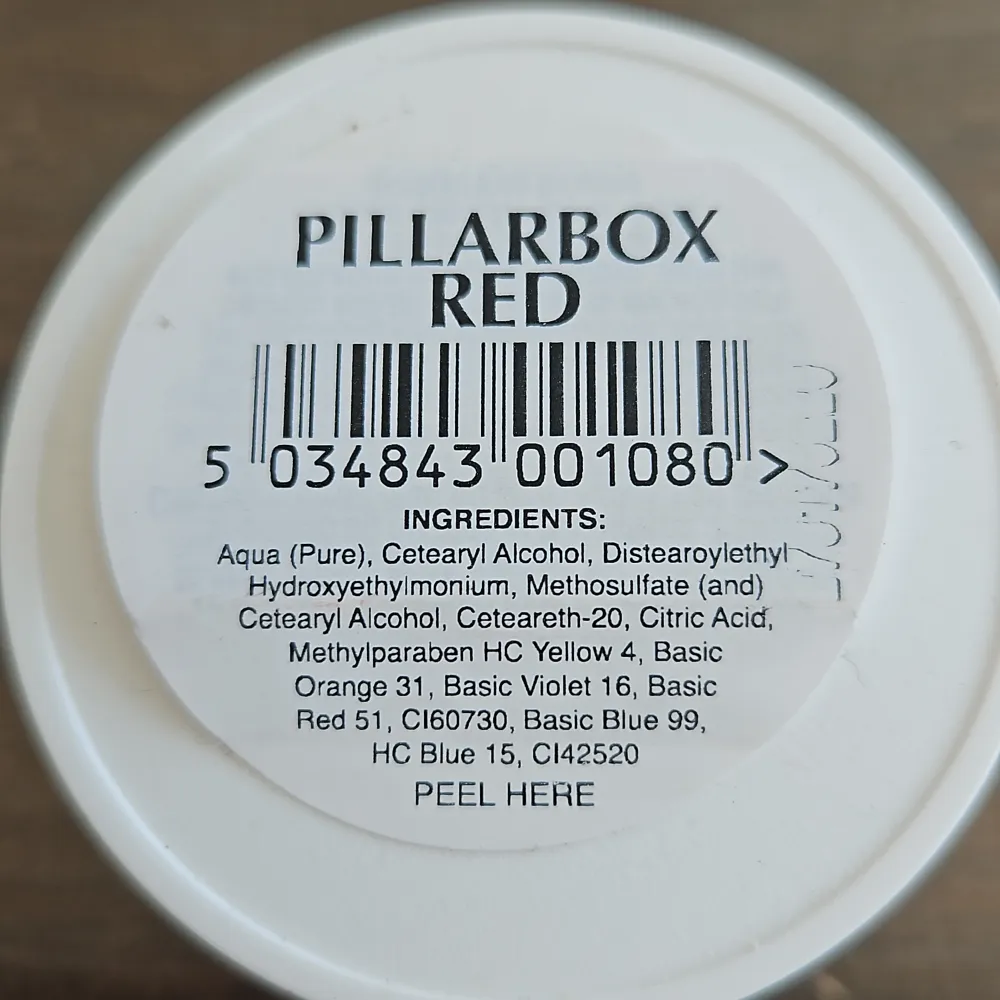 PILLARBOX
RED
5 034843 001080 >
INGREDIENTS:
Aqua (Pure), Cetearyl Alcohol, Distearoylethyl
Hydroxyethylmonium, Methosulfate (and)
Cetearyl Alcohol, Ceteareth-20, Citric Acid,
Methylparaben HC Yellow 4, Basic
Orange 31, Basic Violet 16, Basic
Red 51, CI60730, Basic Blue 99,
HC Blue 15, CI42520
PEEL HERE